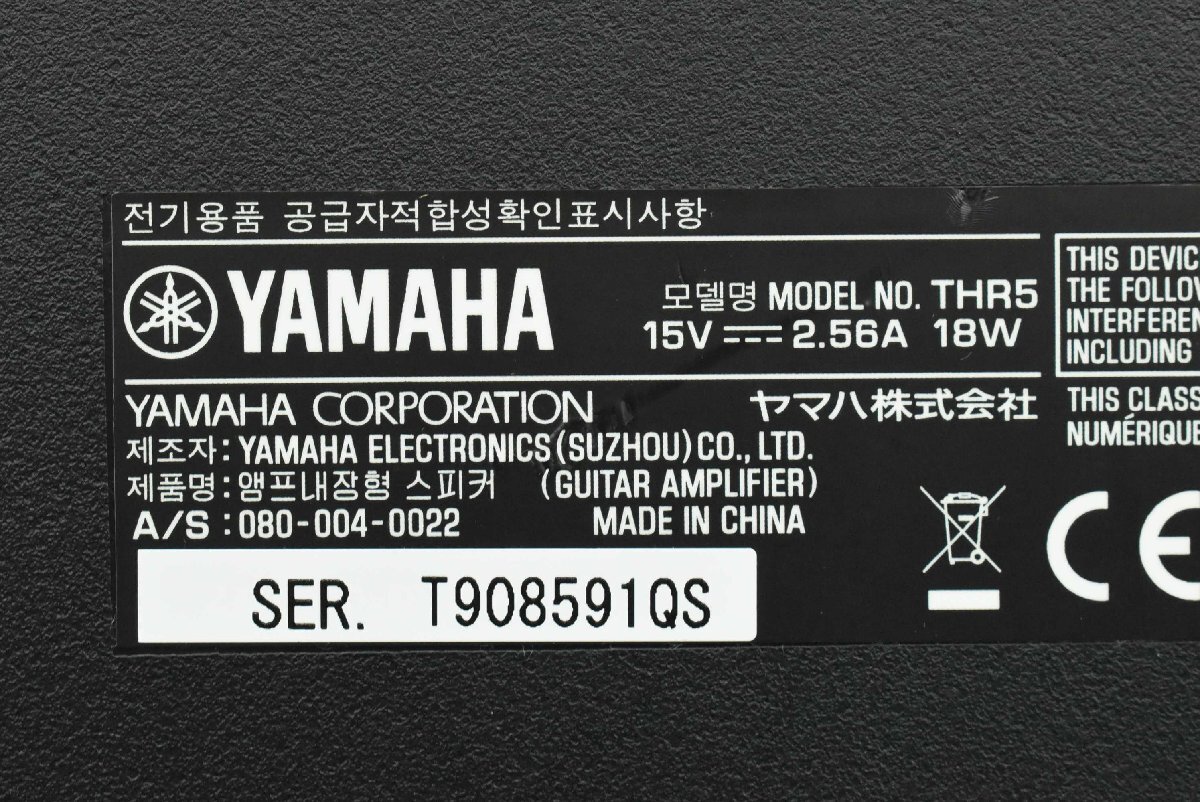 전기용품 공급자적합성확인표시사항
YAMAHA
모델명 MODEL NO. THR5
15V 2.56A 18W
YAMAHA CORPORATION ヤマハ株式会社
제조자: YAMAHA ELECTRONICS(SUZHOU)CO., LTD.
제품명: 앰프내장형 스피커 (GUITAR AMPLIFIER)
A/S : 080-004-0022 MADE IN CHINA
SER. T908591QS
THIS DEVIC
THE FOLLOV
INTERFEREN
INCLUDING
THIS CLASS
NUMÉRIQUE
CE